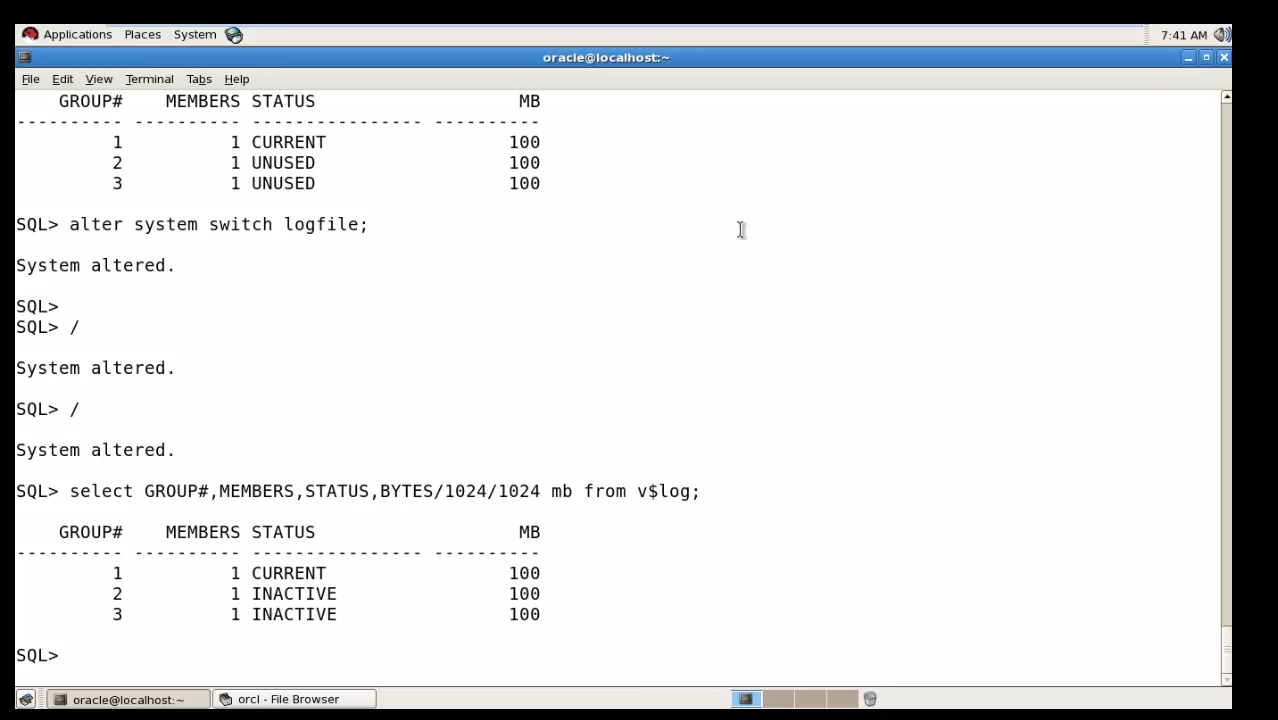 Applications Places System 7:41 AM
oracle@localhost:~
File Edit View Terminal Tabs Help
    GROUP#    MEMBERS STATUS                   MB
---------- ---------- ---------------- ----------
         1          1 CURRENT                 100
         2          1 UNUSED                  100
         3          1 UNUSED                  100
SQL> alter system switch logfile;
System altered.
SQL>
SQL> /
System altered.
SQL> /
System altered.
SQL> select GROUP#,MEMBERS,STATUS,BYTES/1024/1024 mb from v$log;
    GROUP#    MEMBERS STATUS                   MB
---------- ---------- ---------------- ----------
         1          1 CURRENT                 100
         2          1 INACTIVE                100
         3          1 INACTIVE                100
SQL>
oracle@localhost:~ orcl - File Browser